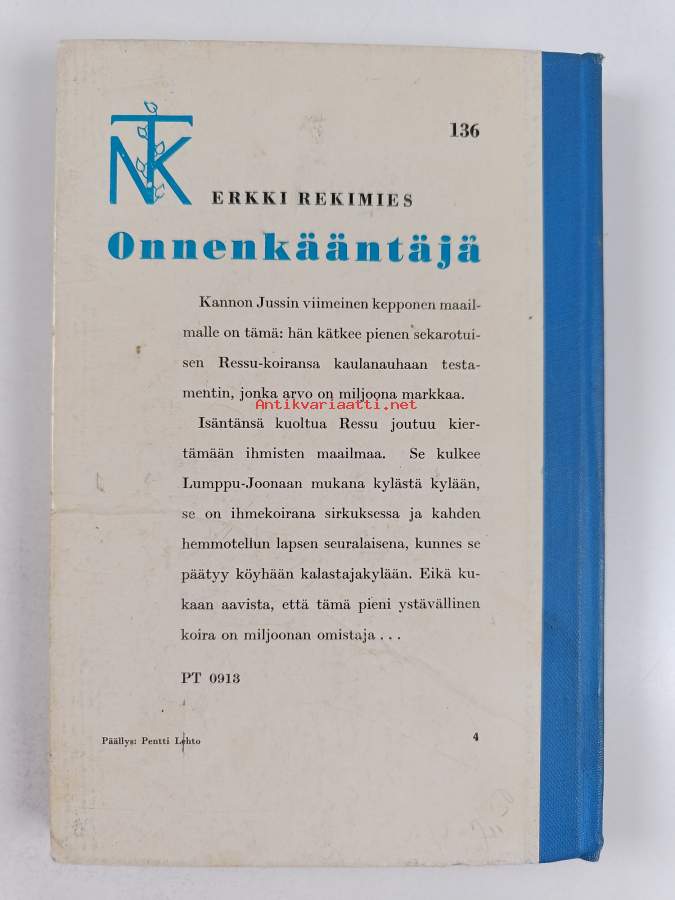 NTK
136
ERKKI REKIMIES
Onnenkääntäjä
Kannon Jussin viimeinen kepponen maail-
malle on tämä: hän kätkee pienen sekarotui-
sen Ressu-koiransa kaulanauhaan testa-
mentin, jonka arvo on miljoona markkaa.
Antikvariaatti.net
Isäntänsä kuoltua Ressu joutuu kier-
tämään ihmisten maailmaa. Se kulkee
Lumppu-Joonaan mukana kylästä kylään,
se on ihmekoirana sirkuksessa ja kahden
hemmotellun lapsen seuralaisena, kunnes se
päätyy köyhään kalastajakylään. Eikä ku-
kaan aavista, että tämä pieni ystävällinen
koira on miljoonan omistaja . . .
PT 0913
Päällys: Pentti Lehto
4